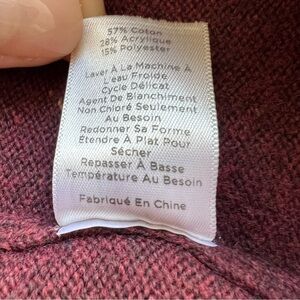 57% Coton
28% Acrylique
15% Polyester
Laver À La Machine À
L'eau Froide
Cycle Délicat
Agent De Blanchiment
Non Chloré Seulement
Au Besoin
Redonner Sa Forme
Étendre À Plat Pour
Sécher
Repasser À Basse
Température Au Besoin
Fabriqué En Chine